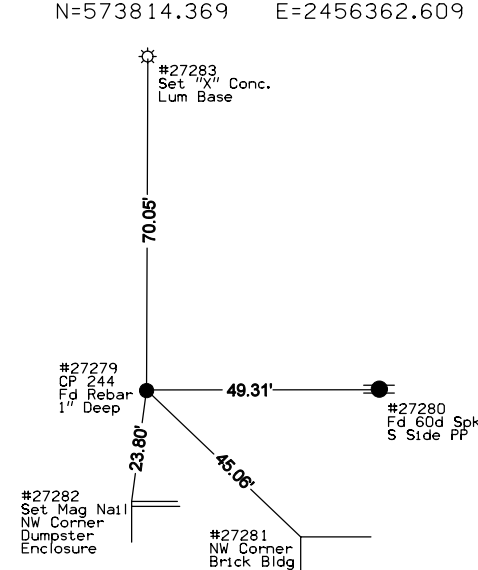 N=573814.369 E=2456362.609
#27283
Set "X" Conc.
Lum Base
70.05'
#27279
CP 244
Fd Rebar
1" Deep
49.31'
#27280
Fd 60d Spk
S Side PP
23.80'
45.06'
#27282
Set Mag Nail
NW Corner
Dumpster
Enclosure
#27281
NW Corner
Brick Bldg